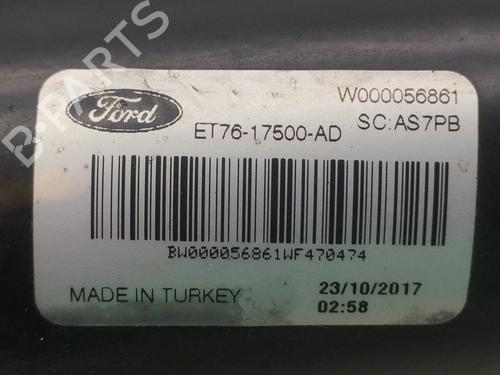 B-PARTS
W000056861
Ford
ET76-17500-AD
SC:AS7PB
BW000056861WF470474
MADE IN TURKEY
23/10/2017
02:58